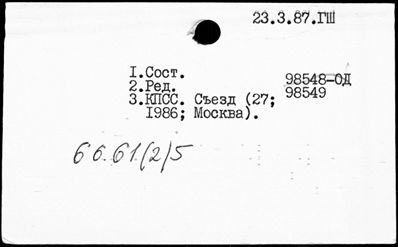 23.3.87.ГШ
1.Сост.
2.Ред. 98548-ОД
3.КПСС. Съезд (27; 98549
1986; Москва).
66.61(2)5